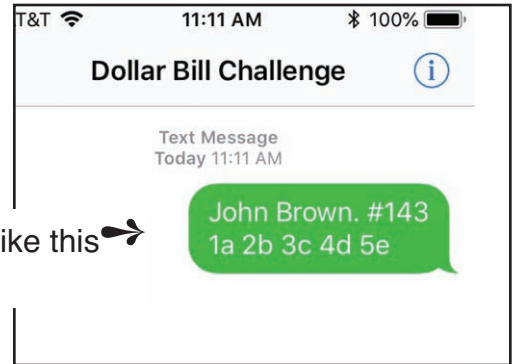 T&T 11:11 AM 100%
Dollar Bill Challenge i
Text Message
Today 11:11 AM
John Brown. #143
ike this 1a 2b 3c 4d 5e